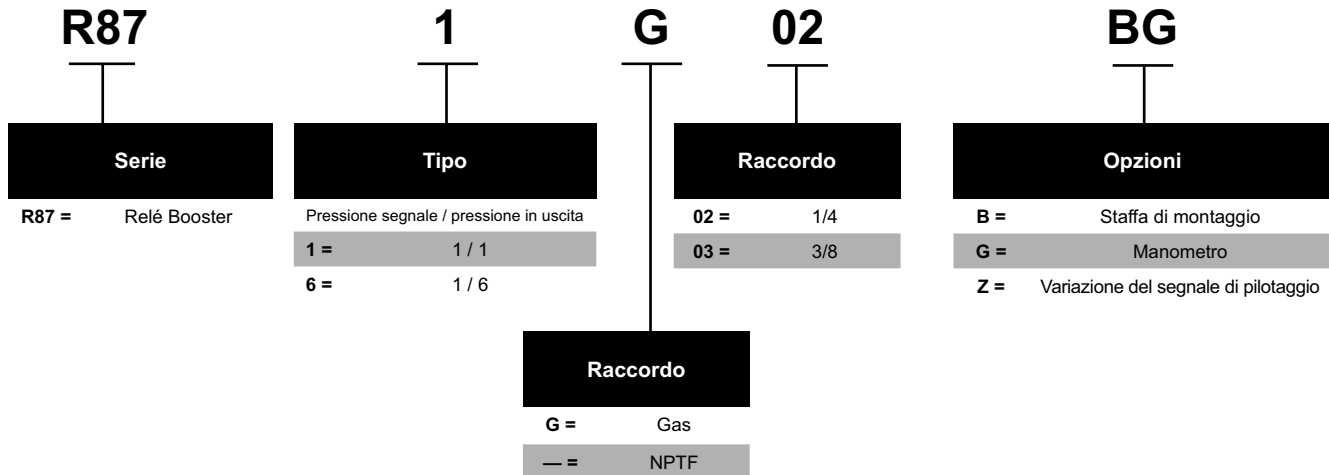 R87 1 G 02 BG
Serie
R87 = Relé Booster
Tipo
Pressione segnale / pressione in uscita
1 = 1 / 1
6 = 1 / 6
Raccordo
02 = 1/4
03 = 3/8
Opzioni
B = Staffa di montaggio
G = Manometro
Z = Variazione del segnale di pilotaggio
Raccordo
G = Gas
— = NPTF